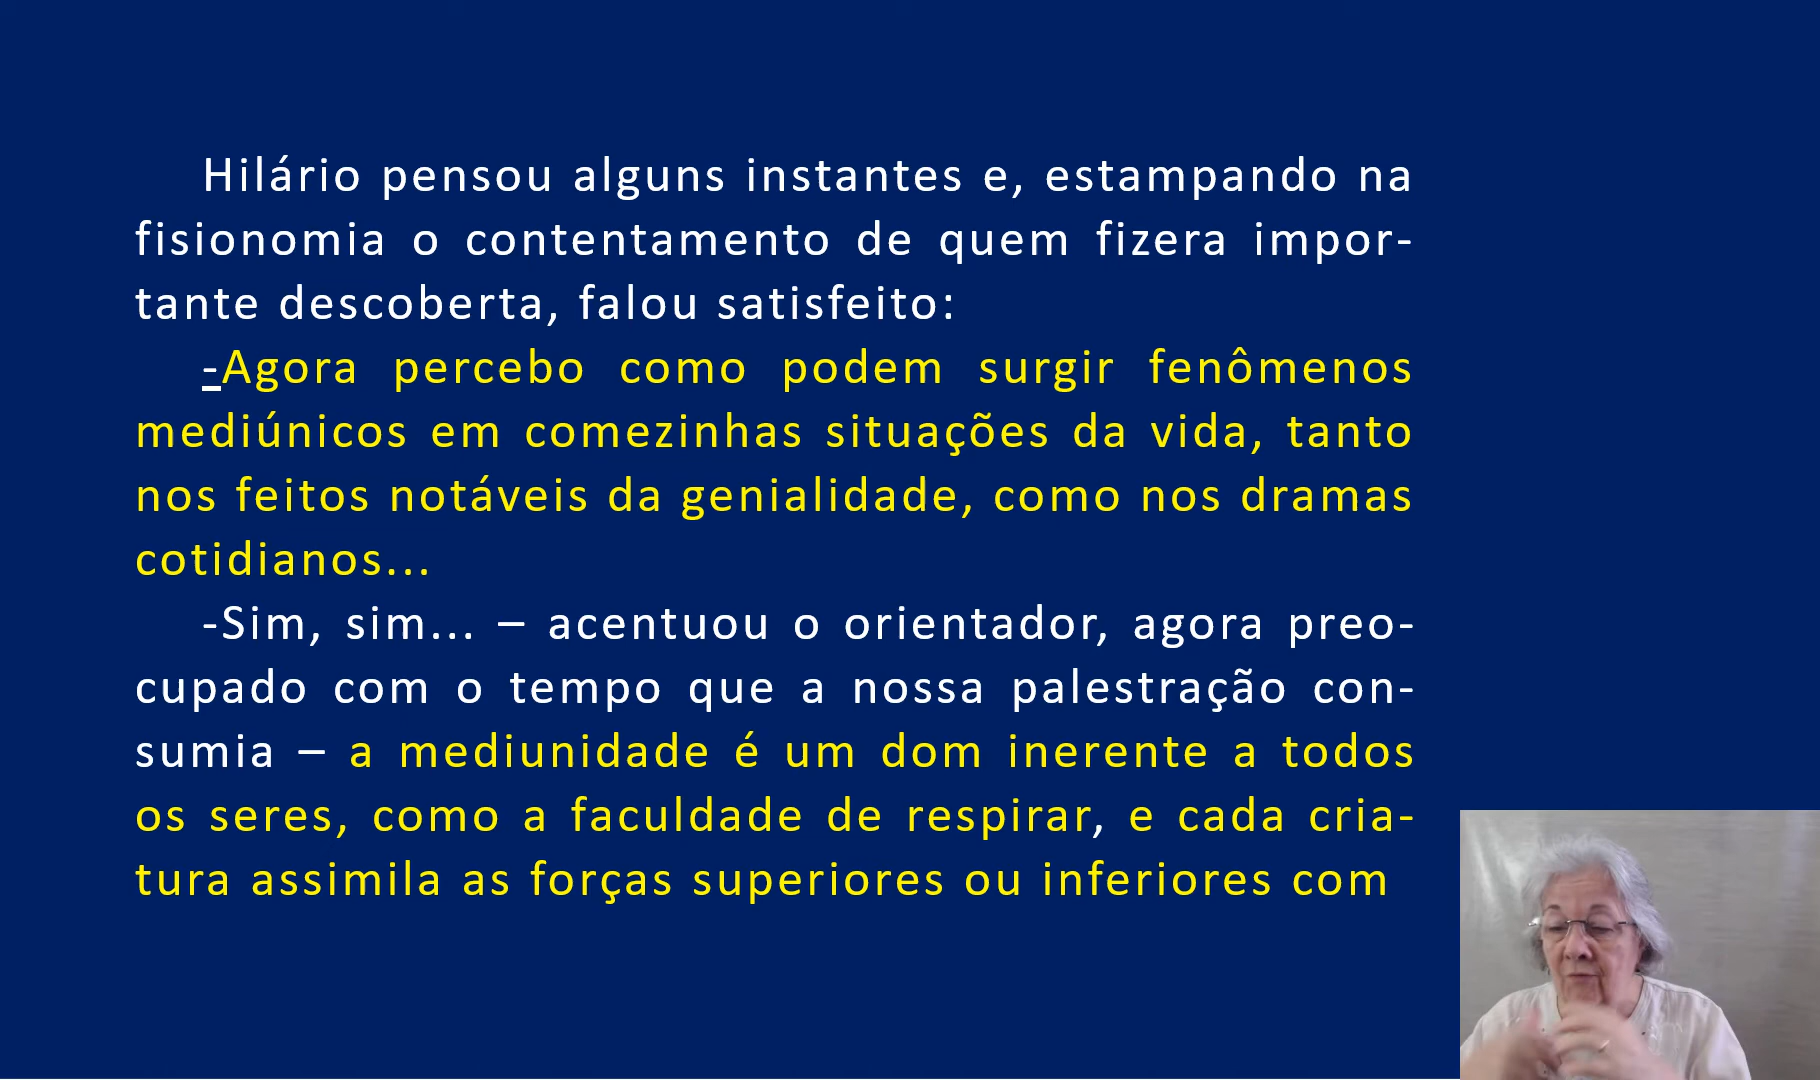 Hilário pensou alguns instantes e, estampando na
fisionomia o contentamento de quem fizera impor-
tante descoberta, falou satisfeito:
-Agora percebo como podem surgir fenômenos
mediúnicos em comezinhas situações da vida, tanto
nos feitos notáveis da genialidade, como nos dramas
cotidianos...
-Sim, sim... – acentuou o orientador, agora preo-
cupado com o tempo que a nossa palestração con-
sumia – a mediunidade é um dom inerente a todos
os seres, como a faculdade de respirar, e cada cria-
tura assimila as forças superiores ou inferiores com